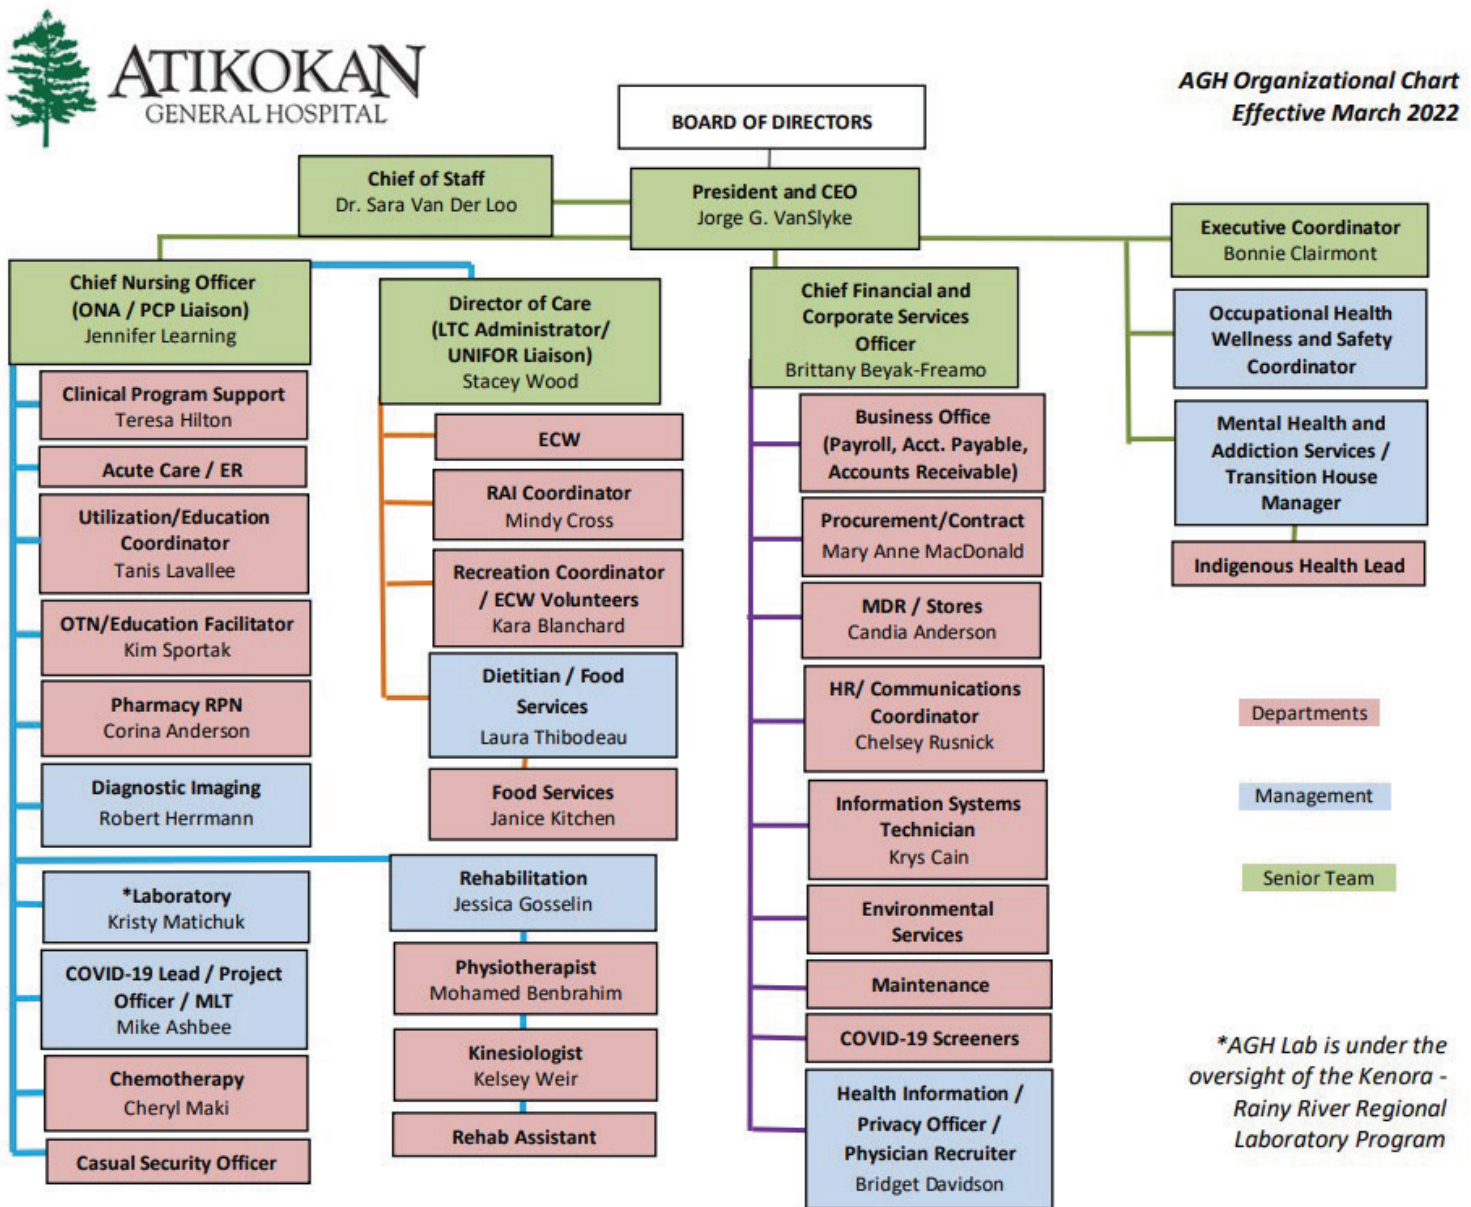 ATIKOKAN
GENERAL HOSPITAL
AGH Organizational Chart
Effective March 2022
BOARD OF DIRECTORS
Chief of Staff
Dr. Sara Van Der Loo
President and CEO
Jorge G. VanSlyke
Executive Coordinator
Bonnie Clairmont
Occupational Health
Wellness and Safety
Coordinator
Mental Health and
Addiction Services /
Transition House
Manager
Indigenous Health Lead
Chief Nursing Officer
(ONA / PCP Liaison)
Jennifer Learning
Clinical Program Support
Teresa Hilton
Acute Care / ER
Utilization/Education
Coordinator
Tanis Lavallee
OTN/Education Facilitator
Kim Sportak
Pharmacy RPN
Corina Anderson
Diagnostic Imaging
Robert Herrmann
*Laboratory
Kristy Matichuk
COVID-19 Lead / Project
Officer / MLT
Mike Ashbee
Chemotherapy
Cheryl Maki
Casual Security Officer
Director of Care
(LTC Administrator/
UNIFOR Liaison)
Stacey Wood
ECW
RAI Coordinator
Mindy Cross
Recreation Coordinator
/ ECW Volunteers
Kara Blanchard
Dietitian / Food
Services
Laura Thibodeau
Food Services
Janice Kitchen
Rehabilitation
Jessica Gosselin
Physiotherapist
Mohamed Benbrahim
Kinesiologist
Kelsey Weir
Rehab Assistant
Chief Financial and
Corporate Services
Officer
Brittany Beyak-Freamo
Business Office
(Payroll, Acct. Payable,
Accounts Receivable)
Procurement/Contract
Mary Anne MacDonald
MDR / Stores
Candia Anderson
HR/ Communications
Coordinator
Chelsey Rusnick
Information Systems
Technician
Krys Cain
Environmental
Services
Maintenance
COVID-19 Screeners
Health Information /
Privacy Officer /
Physician Recruiter
Bridget Davidson
Departments
Management
Senior Team
*AGH Lab is under the
oversight of the Kenora -
Rainy River Regional
Laboratory Program